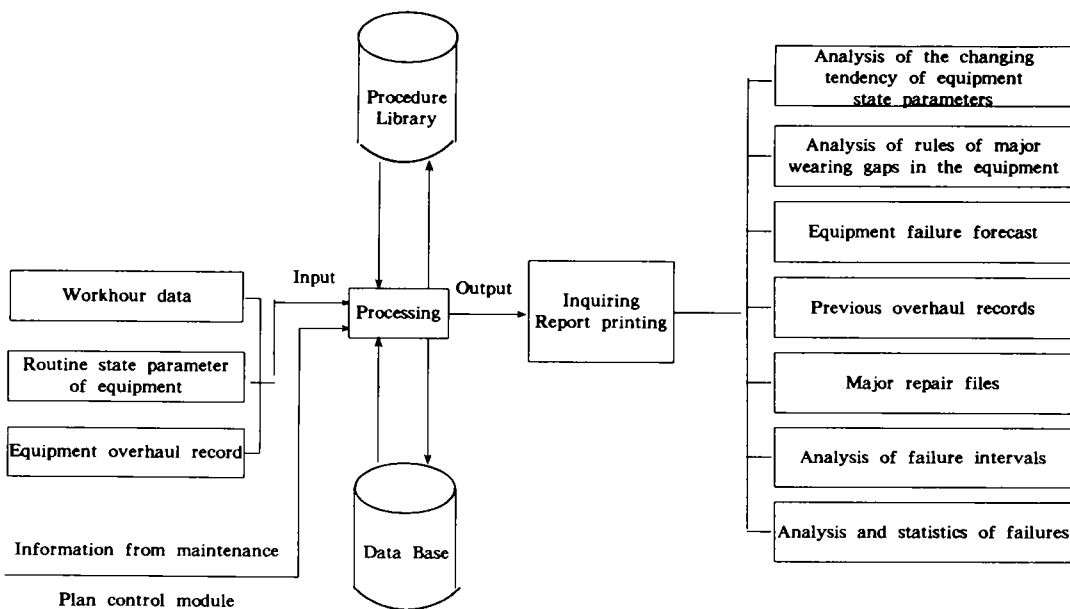 Procedure
Library
Input
Output
Processing
Workhour data
Routine state parameter
of equipment
Equipment overhaul record
Information from maintenance
Plan control module
Data Base
Inquiring
Report printing
Analysis of the changing
tendency of equipment
state parameters
Analysis of rules of major
wearing gaps in the equipment
Equipment failure forecast
Previous overhaul records
Major repair files
Analysis of failure intervals
Analysis and statistics of failures